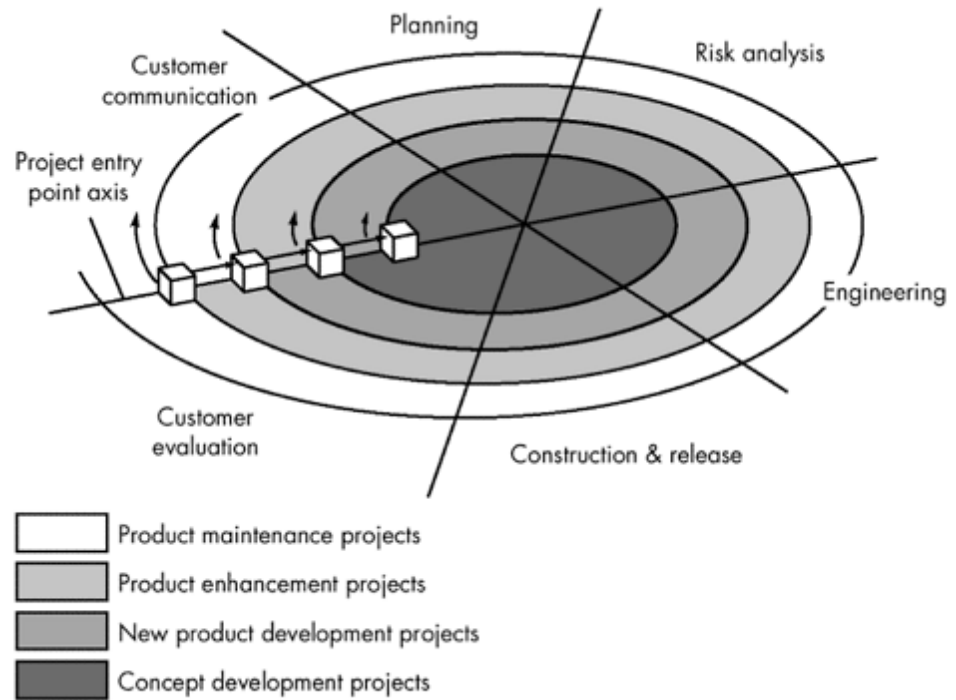 Planning
Risk analysis
Customer
communication
Project entry
point axis
Engineering
Customer
evaluation
Construction & release
Product maintenance projects
Product enhancement projects
New product development projects
Concept development projects